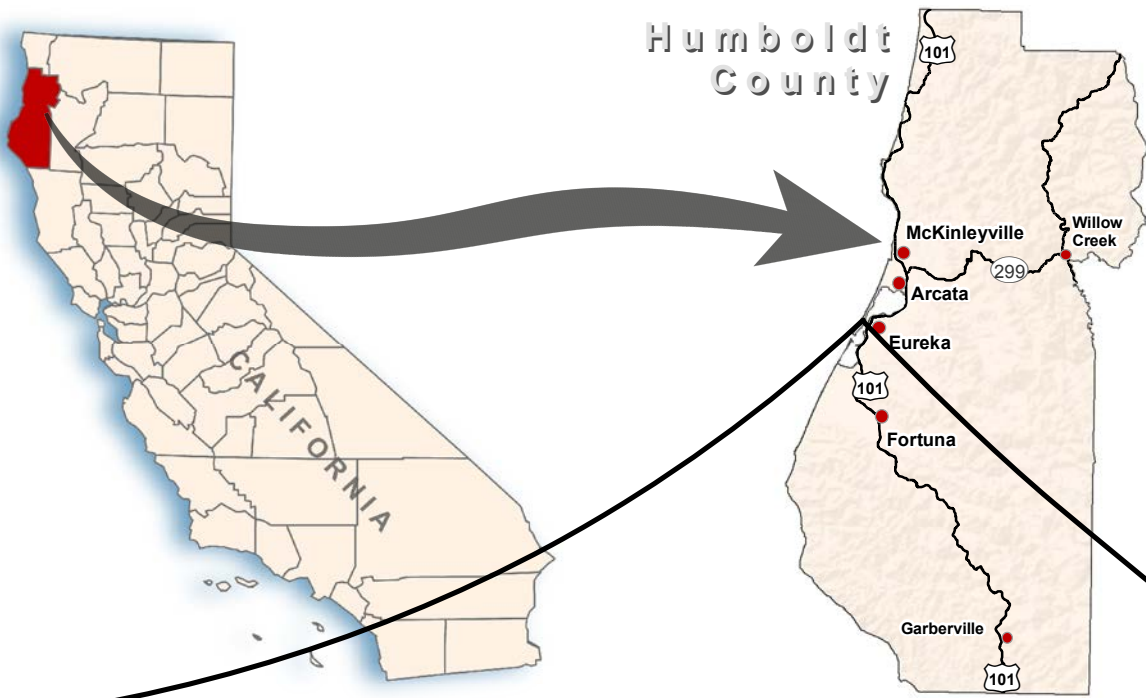 Humboldt
County
101
McKinleyville
Willow
Creek
299
Arcata
Eureka
101
Fortuna
Garberville
101
CALIFORNIA